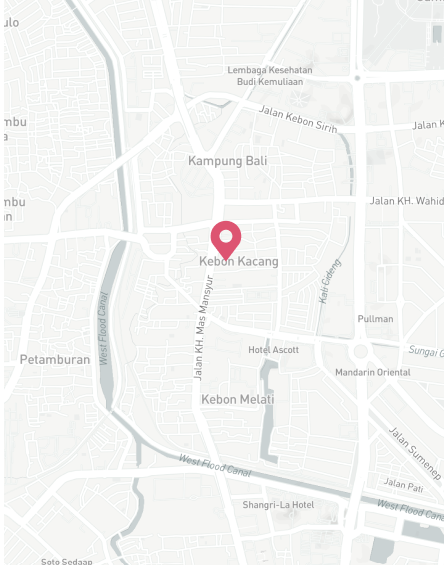 ulo
Lembaga Kesehatan
Budi Kemuliaan
Jalan Kebon Sirih
mbu
a
Jalan K
Kampung Bali
mbu
an
Jalan KH. Wahid
Kebon Kacang
Kali Cideng
West Flood Canal
Jalan KH. Mas Mansyur
Pullman
Petamburan
Hotel Ascott
Sungai G
Mandarin Oriental
Kebon Melati
Jalan Sumenep
West Flood Canal
Jalan Pati
Shangri-La Hotel
West Flood Cana
Soto Sedaap